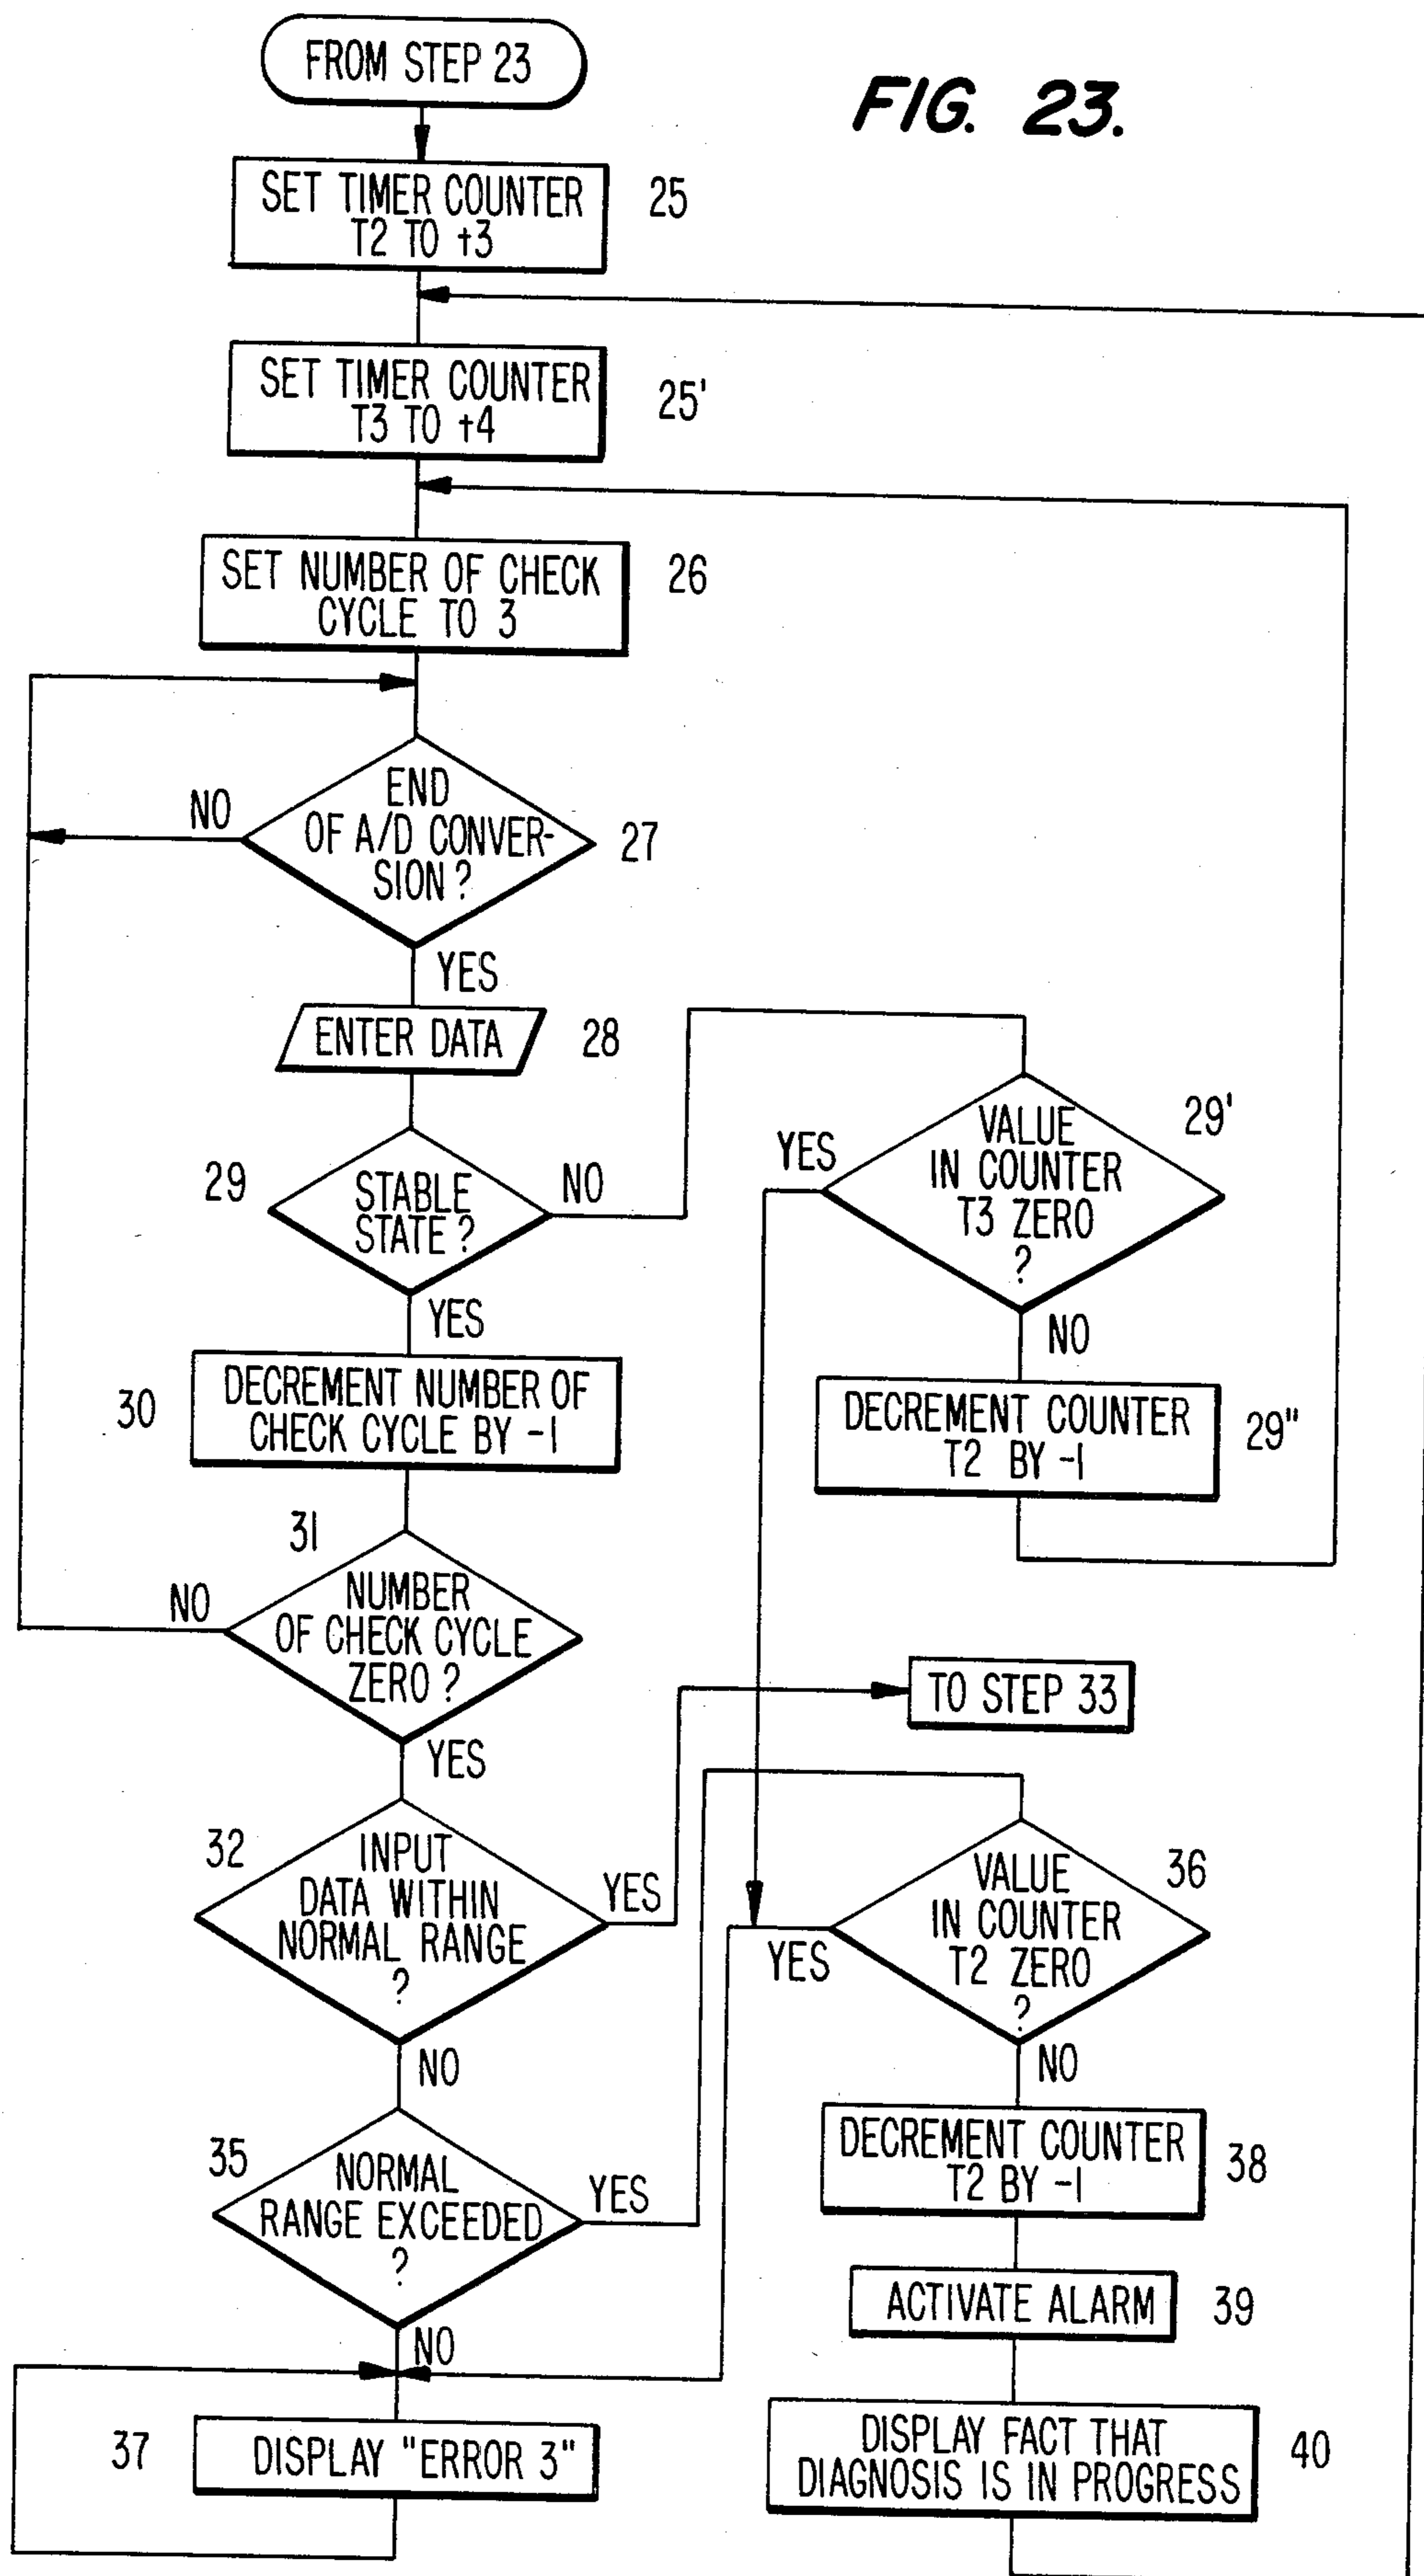 FROM STEP 23
FIG. 23.
SET TIMER COUNTER
T2 TO t3
25
SET TIMER COUNTER
T3 TO t4
25'
SET NUMBER OF CHECK
CYCLE TO 3
26
END
OF A/D CONVER-
SION ?
NO
27
YES
ENTER DATA
28
29
STABLE
STATE ?
NO
YES
VALUE
IN COUNTER
T3 ZERO
?
29'
YES
NO
30
DECREMENT NUMBER OF
CHECK CYCLE BY -1
DECREMENT COUNTER
T2 BY -1
29"
31
NUMBER
OF CHECK CYCLE
ZERO ?
NO
YES
TO STEP 33
32
INPUT
DATA WITHIN
NORMAL RANGE
?
YES
NO
VALUE
IN COUNTER
T2 ZERO
?
36
YES
NO
35
NORMAL
RANGE EXCEEDED
?
YES
NO
DECREMENT COUNTER
T2 BY -1
38
ACTIVATE ALARM
39
37
DISPLAY "ERROR 3"
DISPLAY FACT THAT
DIAGNOSIS IS IN PROGRESS
40